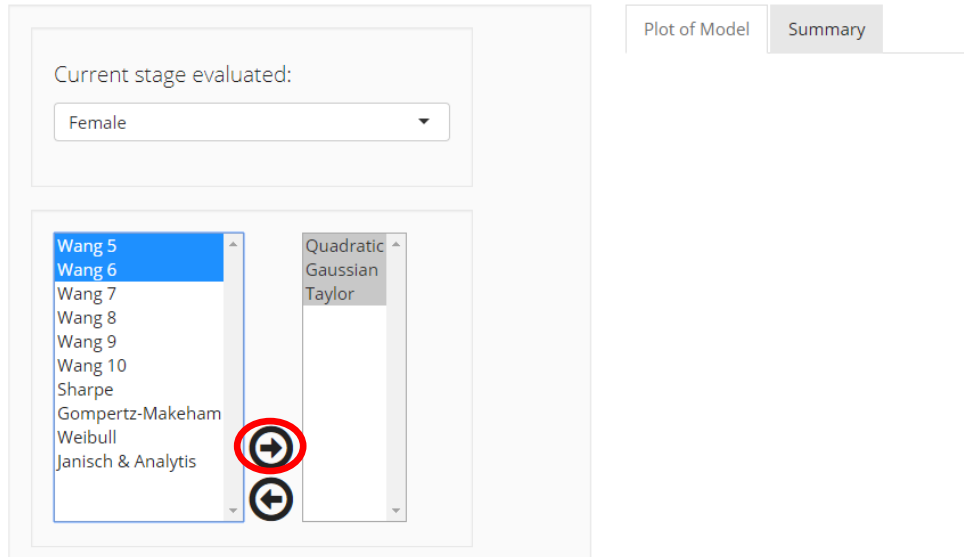 Current stage evaluated:
Female
Plot of Model
Summary
Wang 5
Wang 6
Wang 7
Wang 8
Wang 9
Wang 10
Sharpe
Gompertz-Makeham
Weibull
Janisch & Analytis
Quadratic
Gaussian
Taylor